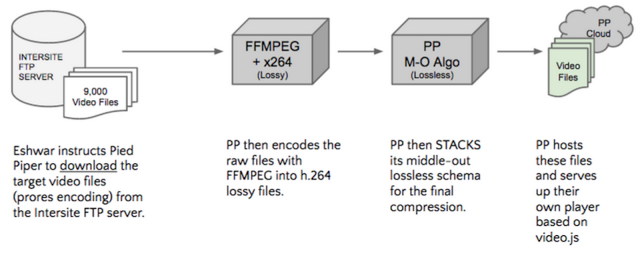 INTERSITE
FTP
SERVER
9,000
Video Files
FFMPEG
+ x264
(Lossy)
PP
M-O Algo
(Lossless)
PP
Cloud
Video
Files
Eshwar instructs Pied
Piper to download the
target video files
(prores encoding) from
the Intersite FTP server.
PP then encodes the
raw files with
FFMPEG into h.264
lossy files.
PP then STACKS
its middle-out
lossless schema
for the final
compression.
PP hosts
these files
and serves
up their
own player
based on
video.js